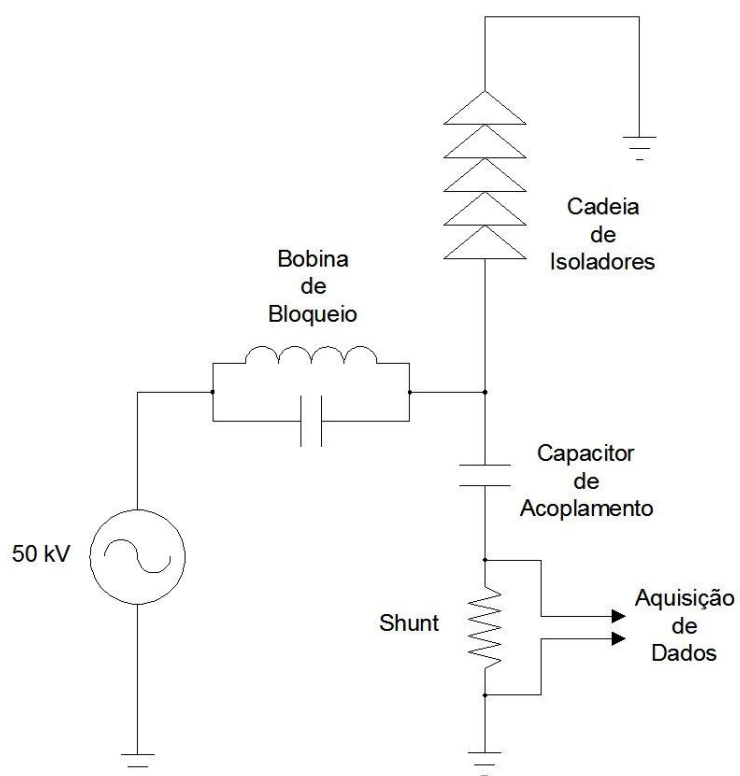 Cadeia
de
Isoladores
Bobina
de
Bloqueio
Capacitor
de
Acoplamento
50 kV
Shunt
Aquisição
de
Dados